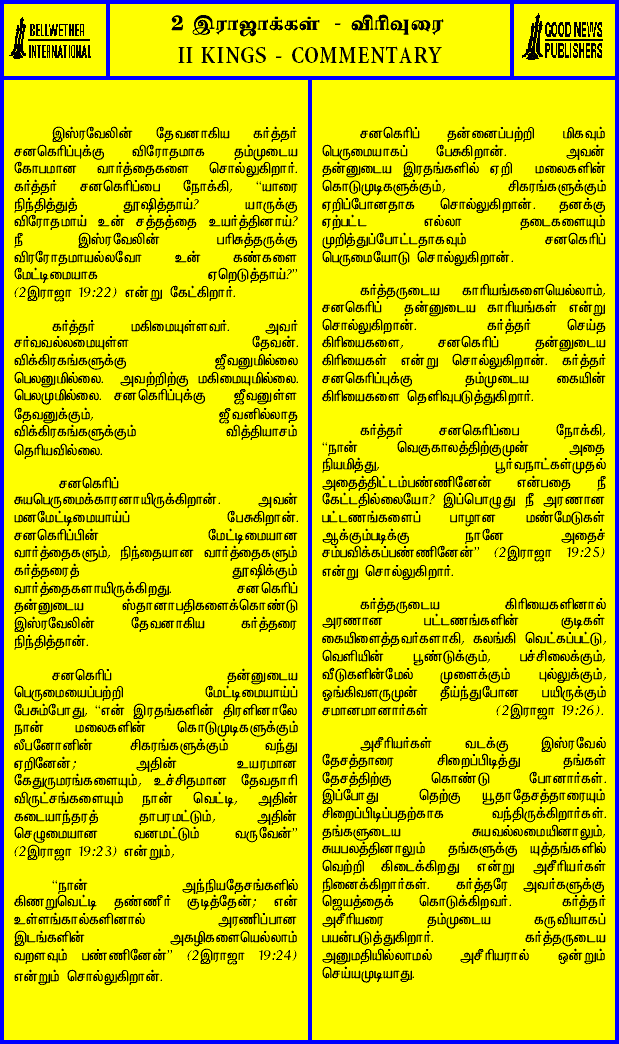 BELLWETHER
INTERNATIONAL
2 இராஜாக்கள் - விரிவுரை
II KINGS - COMMENTARY
GOOD NEWS
PUBLISHERS
இஸ்ரவேலின் தேவனாகிய கர்த்தர்
சனகெரிப்புக்கு விரோதமாக தம்முடைய
கோபமான வார்த்தைகளை சொல்லுகிறார்.
கர்த்தர் சனகெரிப்பை நோக்கி, “யாரை
நிந்தித்துத் தூஷித்தாய்? யாருக்கு
விரோதமாய் உன் சத்தத்தை உயர்த்தினாய்?
நீ இஸ்ரவேலின் பரிசுத்தருக்கு
விரரோதமாயல்லவோ உன் கண்களை
மேட்டிமையாக ஏறெடுத்தாய்?”
(2இராஜா 19:22) என்று கேட்கிறார்.
கர்த்தர் மகிமையுள்ளவர். அவர்
சர்வவல்லமையுள்ள தேவன்.
விக்கிரகங்களுக்கு ஜீவனுமில்லை
பெலனுமில்லை. அவற்றிற்கு மகிமையுமில்லை.
பெலமுமில்லை. சனகெரிப்புக்கு ஜீவனுள்ள
தேவனுக்கும், ஜீவனில்லாத
விக்கிரகங்களுக்கும் வித்தியாசம்
தெரியவில்லை.
சனகெரிப்
சுயபெருமைக்காரனாயிருக்கிறான். அவன்
மனமேட்டிமையாய்ப் பேசுகிறான்.
சனகெரிப்பின் மேட்டிமையான
வார்த்தைகளும், நிந்தையான வார்த்தைகளும்
கர்த்தரைத் தூஷிக்கும்
வார்த்தைகளாயிருக்கிறது. சனகெரிப்
தன்னுடைய ஸ்தானாபதிகளைக்கொண்டு
இஸ்ரவேலின் தேவனாகிய கர்த்தரை
நிந்தித்தான்.
சனகெரிப் தன்னுடைய
பெருமையைப்பற்றி மேட்டிமையாய்ப்
பேசும்போது, “என் இரதங்களின் திரளினாலே
நான் மலைகளின் கொடுமுடிகளுக்கும்
லீபனோனின் சிகரங்களுக்கும் வந்து
ஏறினேன்; அதின் உயரமான
கேதுருமரங்களையும், உச்சிதமான தேவதாரி
விருட்சங்களையும் நான் வெட்டி, அதின்
கடையாந்தரத் தாபரமட்டும், அதின்
செழுமையான வனமட்டும் வருவேன்”
(2இராஜா 19:23) என்றும்,
“நான் அந்நியதேசங்களில்
கிணறுவெட்டி தண்ணீர் குடித்தேன்; என்
உள்ளங்கால்களினால் அரணிப்பான
இடங்களின் அகழிகளையெல்லாம்
வறளவும் பண்ணினேன்” (2இராஜா 19:24)
என்றும் சொல்லுகிறான்.
சனகெரிப் தன்னைப்பற்றி மிகவும்
பெருமையாகப் பேசுகிறான். அவன்
தன்னுடைய இரதங்களில் ஏறி மலைகளின்
கொடுமுடிகளுக்கும், சிகரங்களுக்கும்
ஏறிப்போனதாக சொல்லுகிறான். தனக்கு
ஏற்பட்ட எல்லா தடைகளையும்
முறித்துப்போட்டதாகவும் சனகெரிப்
பெருமையோடு சொல்லுகிறான்.
கர்த்தருடைய காரியங்களையெல்லாம்,
சனகெரிப் தன்னுடைய காரியங்கள் என்று
சொல்லுகிறான். கர்த்தர் செய்த
கிரியைகளை, சனகெரிப் தன்னுடைய
கிரியைகள் என்று சொல்லுகிறான். கர்த்தர்
சனகெரிப்புக்கு தம்முடைய கையின்
கிரியைகளை தெளிவுபடுத்துகிறார்.
கர்த்தர் சனகெரிப்பை நோக்கி,
“நான் வெகுகாலத்திற்குமுன் அதை
நியமித்து, பூர்வநாட்கள்முதல்
அதைத்திட்டம்பண்ணினேன் என்பதை நீ
கேட்டதில்லையோ? இப்பொழுது நீ அரணான
பட்டணங்களைப் பாழான மண்மேடுகள்
ஆக்கும்படிக்கு நானே அதைச்
சம்பவிக்கப்பண்ணினேன்” (2இராஜா 19:25)
என்று சொல்லுகிறார்.
கர்த்தருடைய கிரியைகளினால்
அரணான பட்டணங்களின் குடிகள்
கையிளைத்தவர்களாகி, கலங்கி வெட்கப்பட்டு,
வெளியின் பூண்டுக்கும், பச்சிலைக்கும்,
வீடுகளின்மேல் முளைக்கும் புல்லுக்கும்,
ஓங்கிவளருமுன் தீய்ந்துபோன பயிருக்கும்
சமானமானார்கள் (2இராஜா 19:26).
அசீரியர்கள் வடக்கு இஸ்ரவேல்
தேசத்தாரை சிறைப்பிடித்து தங்கள்
தேசத்திற்கு கொண்டு போனார்கள்.
இப்போது தெற்கு யூதாதேசத்தாரையும்
சிறைப்பிடிப்பதற்காக வந்திருக்கிறார்கள்.
தங்களுடைய சுயவல்லமையினாலும்,
சுயபலத்தினாலும் தங்களுக்கு யுத்தங்களில்
வெற்றி கிடைக்கிறது என்று அசீரியர்கள்
நினைக்கிறார்கள். கர்த்தரே அவர்களுக்கு
ஜெயத்தைக் கொடுக்கிறவர். கர்த்தர்
அசீரியரை தம்முடைய கருவியாகப்
பயன்படுத்துகிறார். கர்த்தருடைய
அனுமதியில்லாமல் அசீரியரால் ஒன்றும்
செய்யமுடியாது.